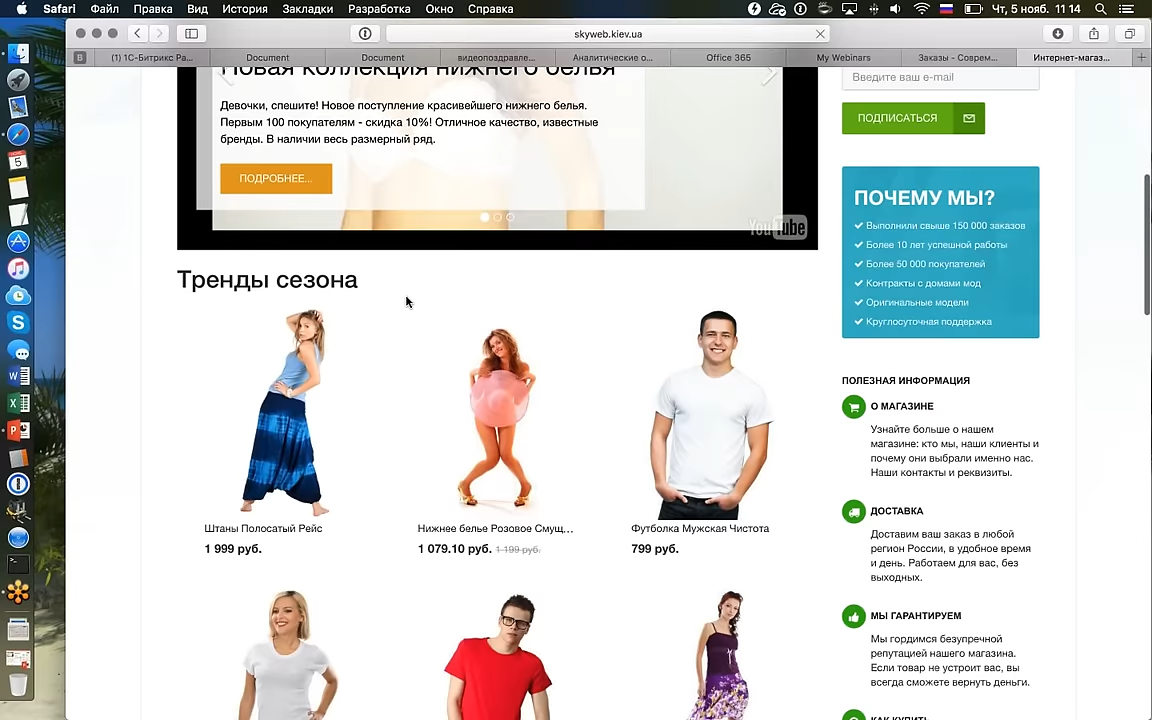 Safari Файл Правка Вид История Закладки Разработка Окно Справка Чт, 5 нояб. 11 14
skyweb.kiev.ua
B (1) 1С-Битрикс Ра... Document Document видеопоздравле... Аналитические о... Office 365 My Webinars Заказы - Соврем... Интернет-магаз...
Новая коллекция нижнего белья
Девочки, спешите! Новое поступление красивейшего нижнего белья.
Первым 100 покупателям - скидка 10%! Отличное качество, известные
бренды. В наличии весь размерный ряд.
ПОДРОБНЕЕ...
YouTube
Тренды сезона
Штаны Полосатый Рейс
1 999 руб.
Нижнее белье Розовое Смущ...
1 079.10 руб. 1 199 руб.
Футболка Мужская Чистота
799 руб.
Введите ваш e-mail
ПОДПИСАТЬСЯ
ПОЧЕМУ МЫ?
Выполнили свыше 150 000 заказов
Более 10 лет успешной работы
Более 50 000 покупателей
Контракты с домами мод
Оригинальные модели
Круглосуточная поддержка
ПОЛЕЗНАЯ ИНФОРМАЦИЯ
О МАГАЗИНЕ
Узнайте больше о нашем
магазине: кто мы, наши клиенты и
почему они выбрали именно нас.
Наши контакты и реквизиты.
ДОСТАВКА
Доставим ваш заказ в любой
регион России, в удобное время
и день. Работаем для вас, без
выходных.
МЫ ГАРАНТИРУЕМ
Мы гордимся безупречной
репутацией нашего магазина.
Если товар не устроит вас, вы
всегда сможете вернуть деньги.
КАК КУПИТЬ